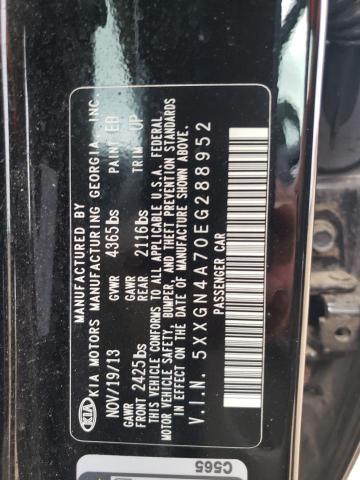 MANUFACTURED BY
KIA KIA MOTORS MANUFACTURING GEORGIA, INC
NOV/19/13 GVWR 4365lbs PAINT EB
GAWR GAWR TRIM UP
FRONT 2425lbs REAR 2116lbs
THIS VEHICLE CONFORMS TO ALL APPLICABLE U.S.A. FEDERAL
MOTOR VEHICLE SAFETY, BUMPER, AND THEFT PREVENTION STANDARDS
IN EFFECT ON THE DATE OF MANUFACTURE SHOWN ABOVE.
V.I.N. 5XXGN4A70EG288952
PASSENGER CAR
C565